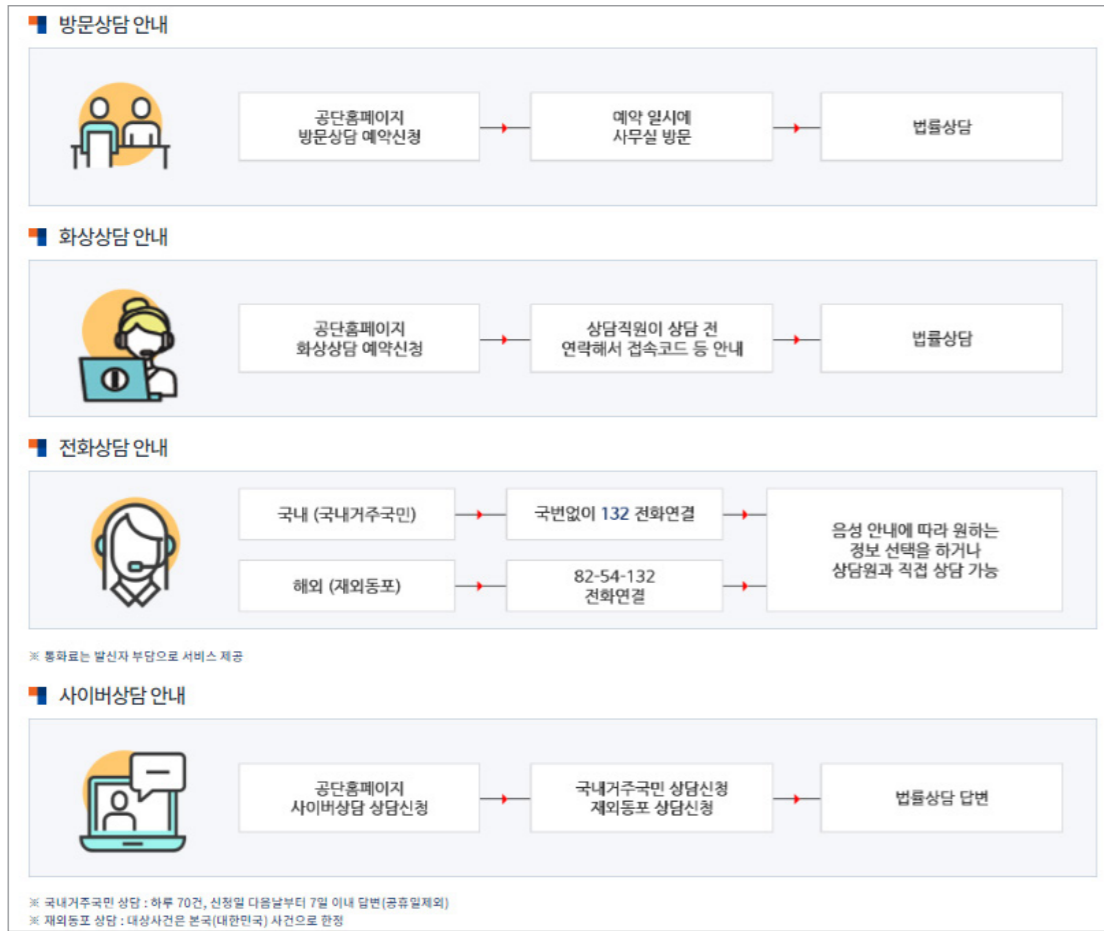 방문상담 안내
공단홈페이지
방문상담 예약신청
예약 일시에
사무실 방문
법률상담
화상상담 안내
공단홈페이지
화상상담 예약신청
상담직원이 상담 전
연락해서 접속코드 등 안내
법률상담
전화상담 안내
국내 (국내거주국민)
국번없이 132 전화연결
해외 (재외동포)
82-54-132
전화연결
음성 안내에 따라 원하는
정보 선택을 하거나
상담원과 직접 상담 가능
※ 통화료는 발신자 부담으로 서비스 제공
사이버상담 안내
공단홈페이지
사이버상담 상담신청
국내거주국민 상담신청
재외동포 상담신청
법률상담 답변
※ 국내거주국민 상담 : 하루 70건, 신청일 다음날부터 7일 이내 답변(공휴일제외)
※ 재외동포 상담 : 대상사건은 본국(대한민국) 사건으로 한정